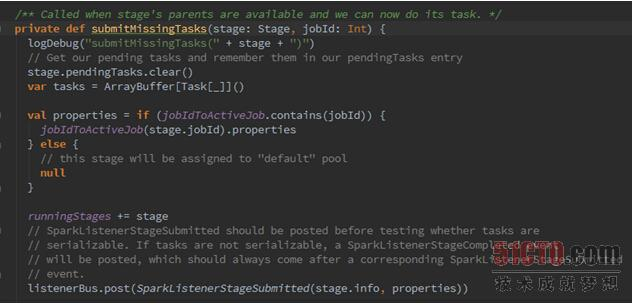 /** Called when stage's parents are available and we can now do its task. */
private def submitMissingTasks(stage: Stage, jobId: Int) {
logDebug("submitMissingTasks(" + stage + ")")
// Get our pending tasks and remember them in our pendingTasks entry
stage.pendingTasks.clear()
var tasks = ArrayBuffer[Task[_]]()
val properties = if (jobIdToActiveJob.contains(jobId)) {
jobIdToActiveJob(stage.jobId).properties
} else {
// this stage will be assigned to "default" pool
null
}
runningStages += stage
// SparkListenerStageSubmitted should be posted before testing whether tasks are
// serializable. If tasks are not serializable, a SparkListenerStageCompleted event
// will be posted, which should always come after a corresponding SparkListenerStageSubmitted
// event.
listenerBus.post(SparkListenerStageSubmitted(stage.info, properties))
51CTO.com
技术成就梦想